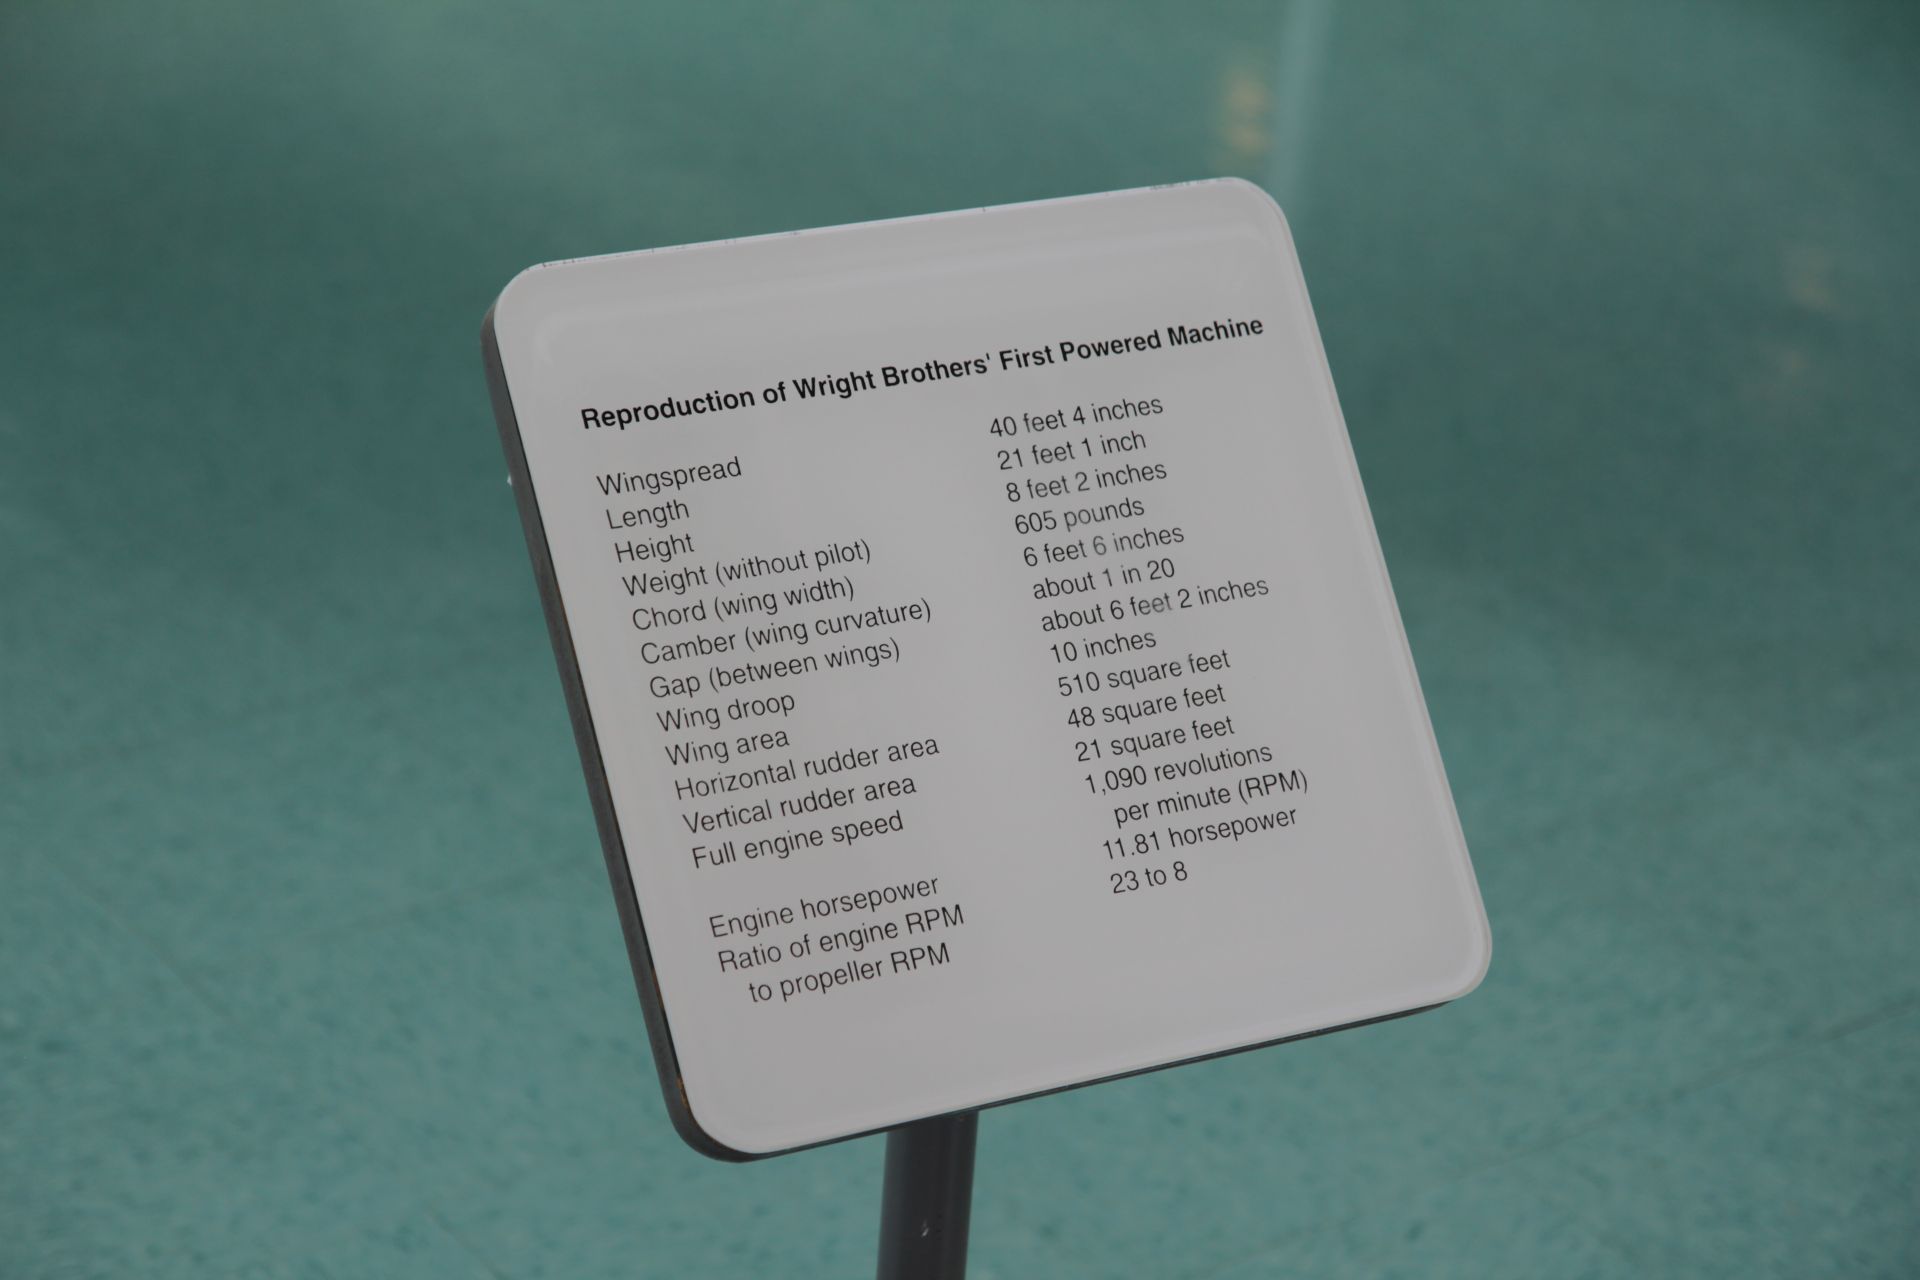 Reproduction of Wright Brothers' First Powered Machine
Wingspread 40 feet 4 inches
Length 21 feet 1 inch
Height 8 feet 2 inches
Weight (without pilot) 605 pounds
Chord (wing width) 6 feet 6 inches
Camber (wing curvature) about 1 in 20
Gap (between wings) about 6 feet 2 inches
Wing droop 10 inches
Wing area 510 square feet
Horizontal rudder area 48 square feet
Vertical rudder area 21 square feet
Full engine speed 1,090 revolutions
per minute (RPM)
Engine horsepower 11.81 horsepower
Ratio of engine RPM 23 to 8
to propeller RPM